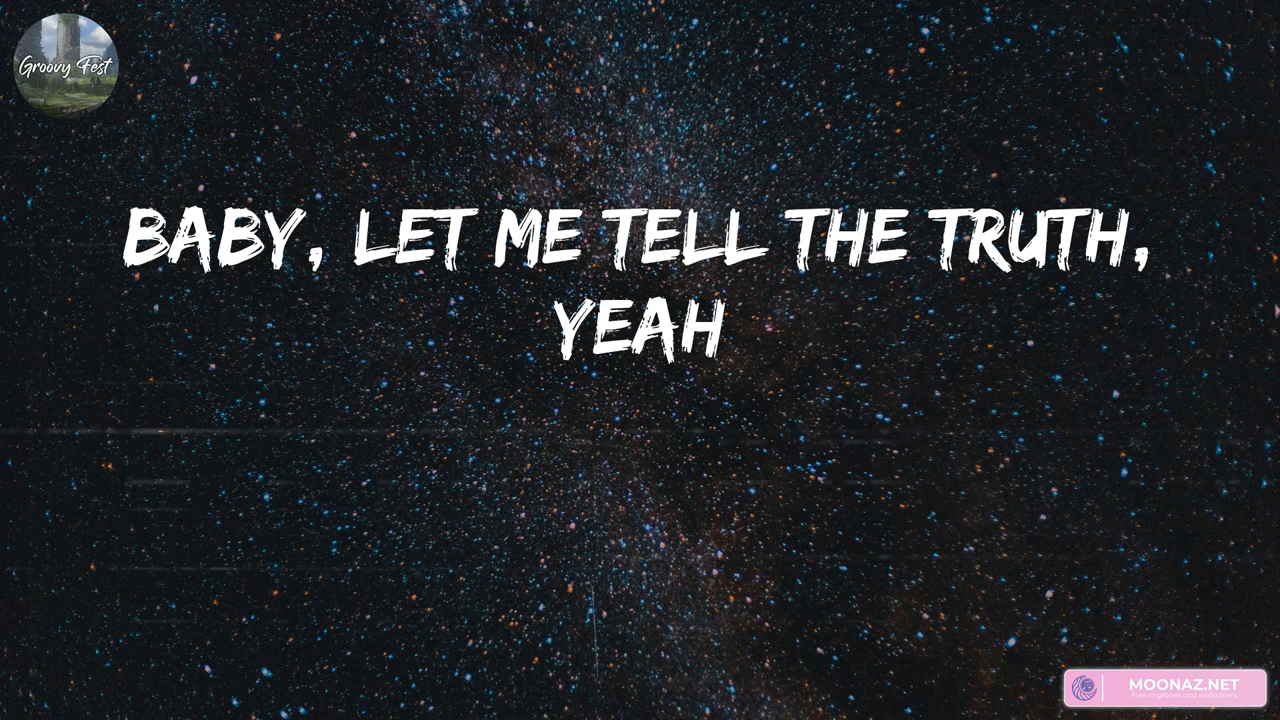 Groovy Fest
BABY, LET ME TELL THE TRUTH,
YEAH
MOONAZ.NET
Free ringtones and wallpapers